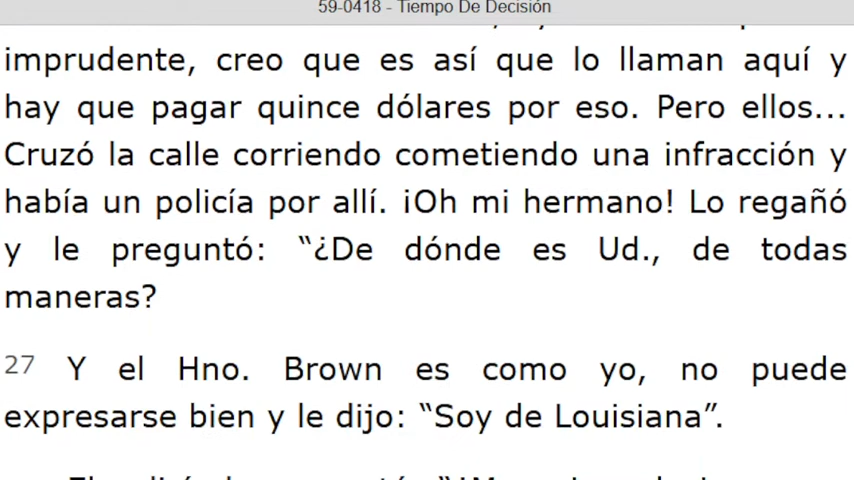 59-0418 - Tiempo De Decisión
imprudente, creo que es así que lo llaman aquí y
hay que pagar quince dólares por eso. Pero ellos...
Cruzó la calle corriendo cometiendo una infracción y
había un policía por allí. ¡Oh mi hermano! Lo regañó
y le preguntó: “¿De dónde es Ud., de todas
maneras?
27 Y el Hno. Brown es como yo, no puede
expresarse bien y le dijo: “Soy de Louisiana”.